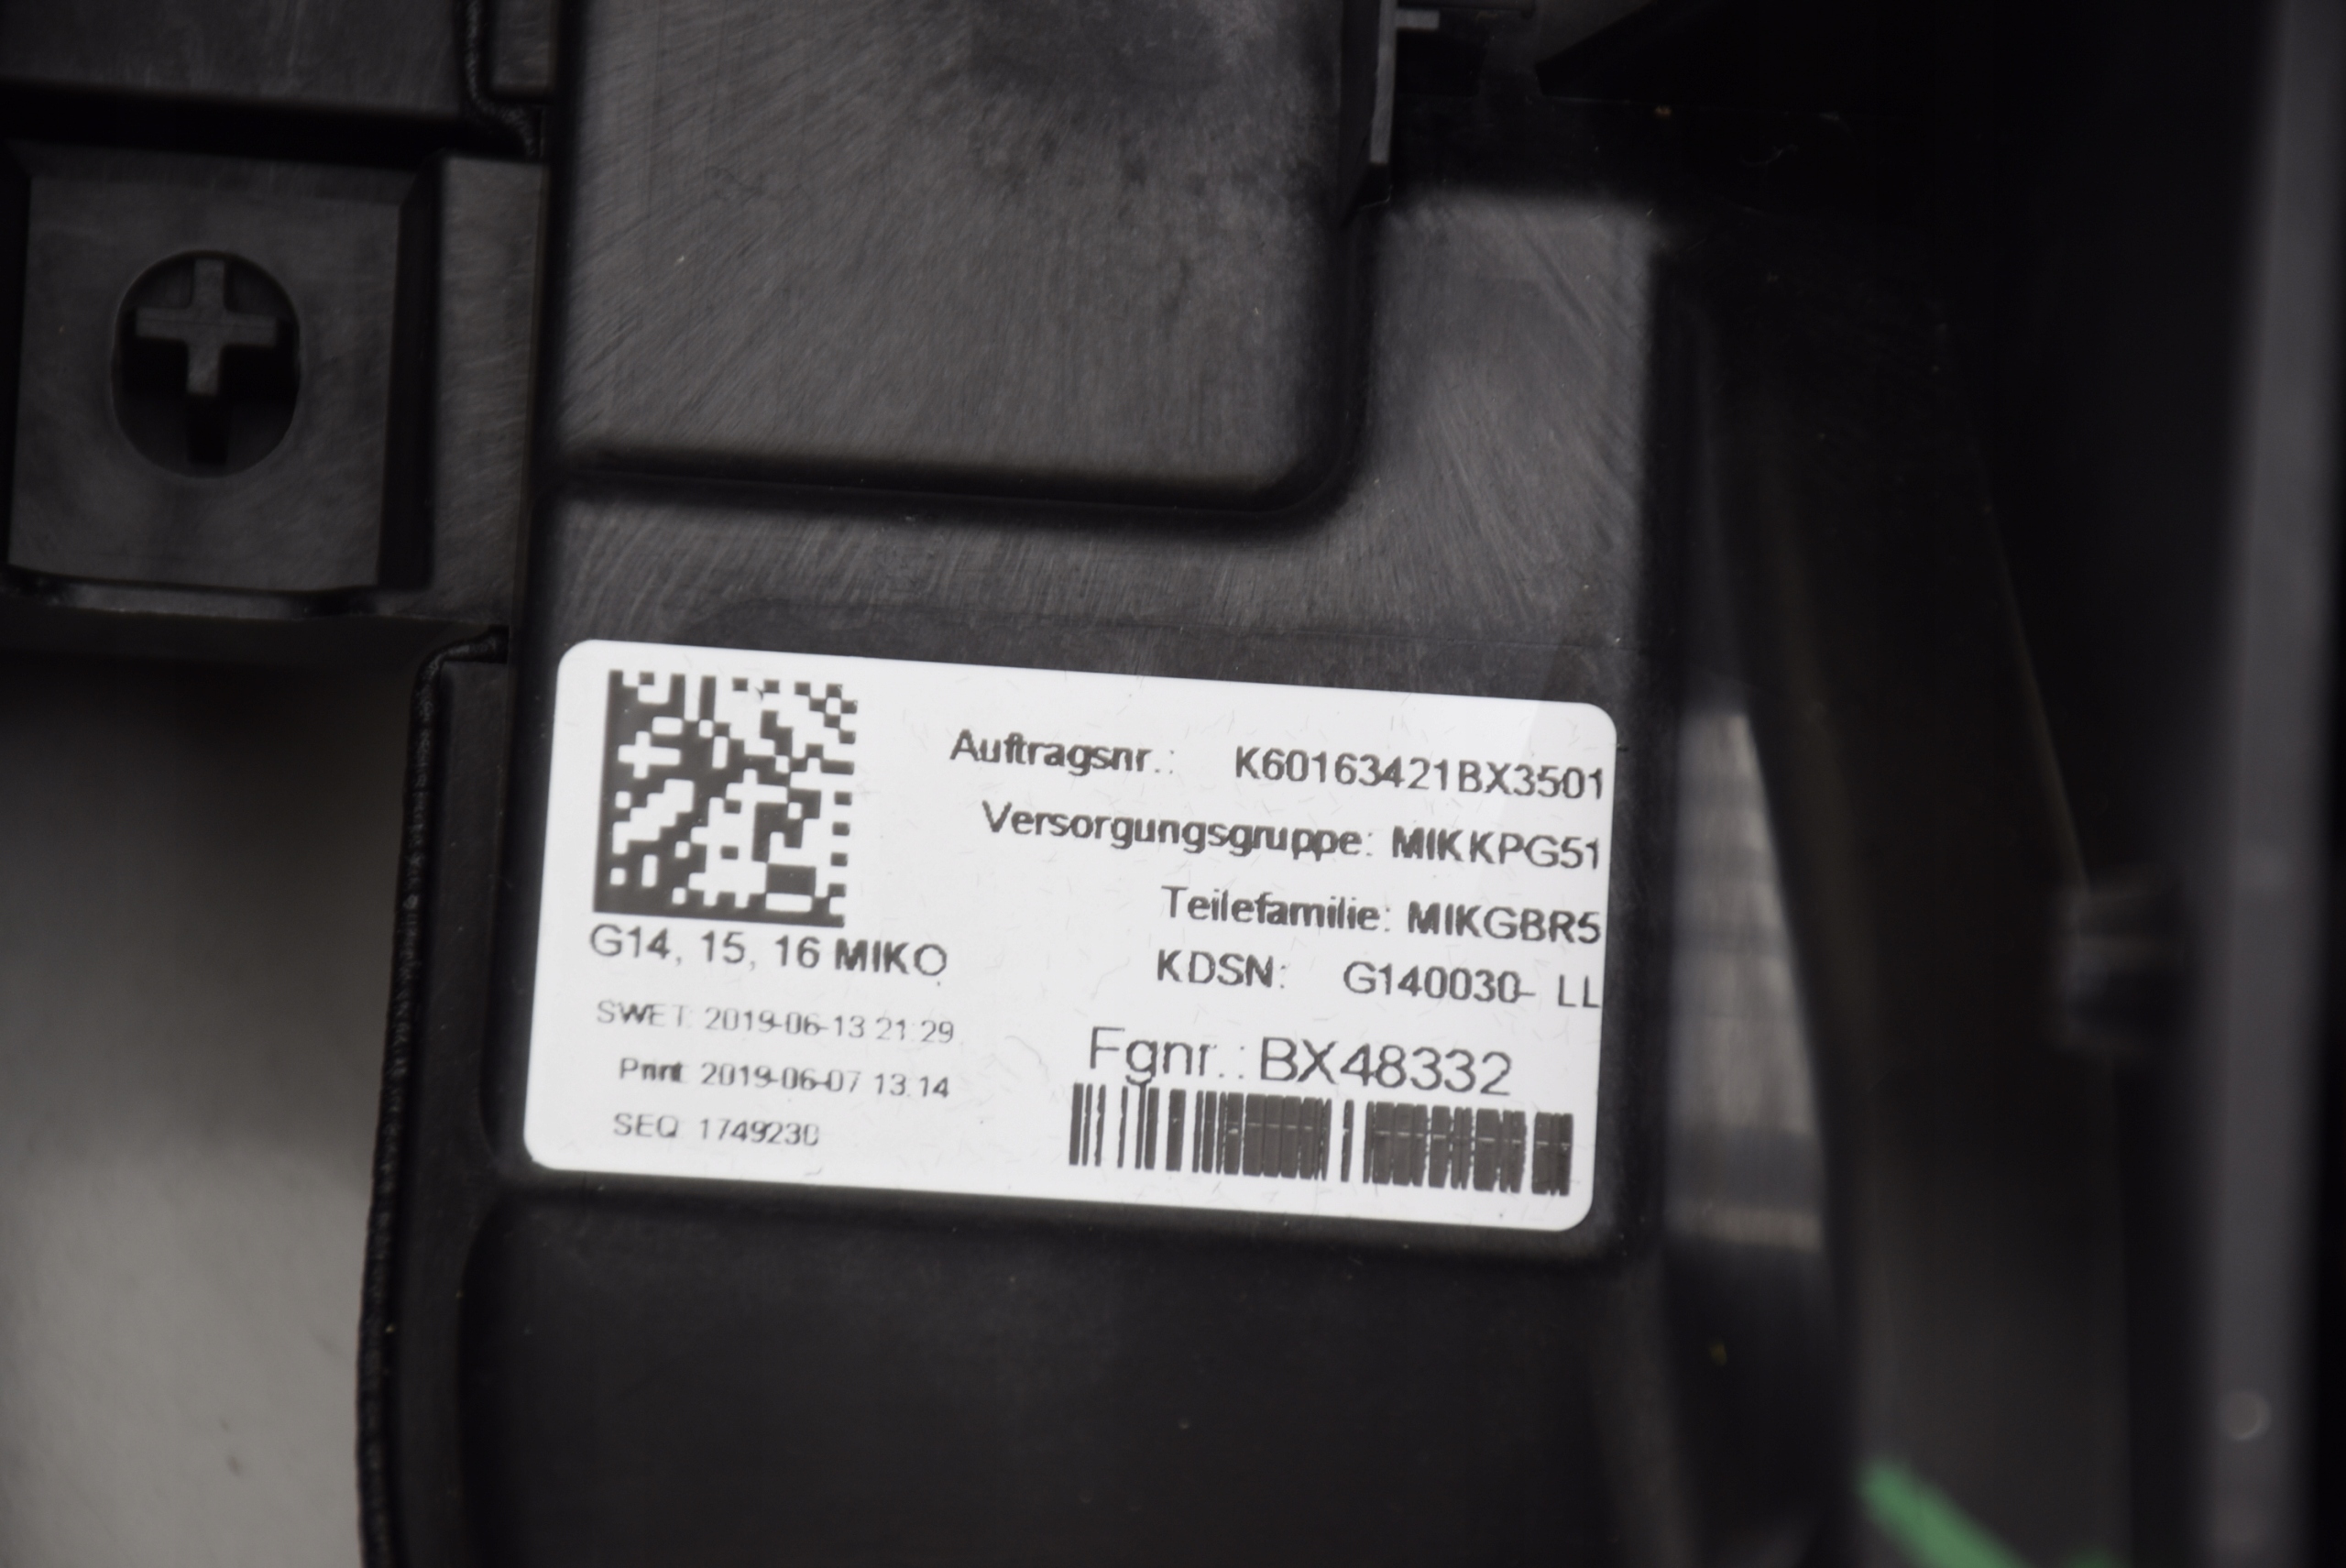 Auftragsnr.: K60163421BX3501
Versorgungsgruppe: MIKKPG51
Teilefamilie: MIKGBR5
KDSN: G140030- LL
Fgnr.: BX48332
G14, 15, 16 MIKO
SWET: 2019-06-13 21:29
Print: 2019-06-07 13:14
SEQ: 1749230